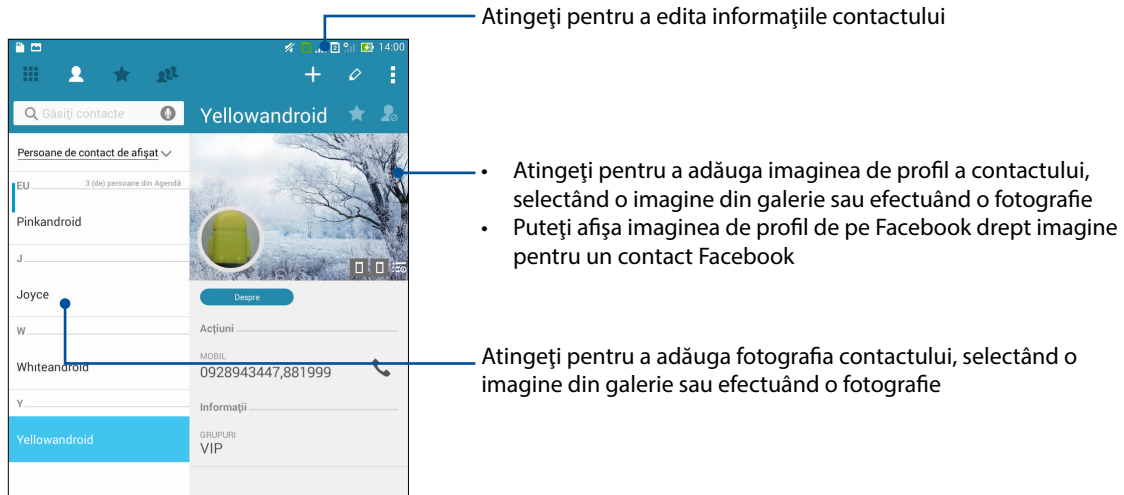 Atingeţi pentru a edita informaţiile contactului
14:00
Găsiţi contacte
Yellowandroid
Persoane de contact de afişat
EU 3 (de) persoane din Agendă
Pinkandroid
J
Joyce
W
Whiteandroid
Y
Yellowandroid
Despre
Acţiuni
MOBIL
0928943447,881999
Informaţii
GRUPURI
VIP
• Atingeţi pentru a adăuga imaginea de profil a contactului,
selectând o imagine din galerie sau efectuând o fotografie
• Puteţi afişa imaginea de profil de pe Facebook drept imagine
pentru un contact Facebook
Atingeţi pentru a adăuga fotografia contactului, selectând o
imagine din galerie sau efectuând o fotografie